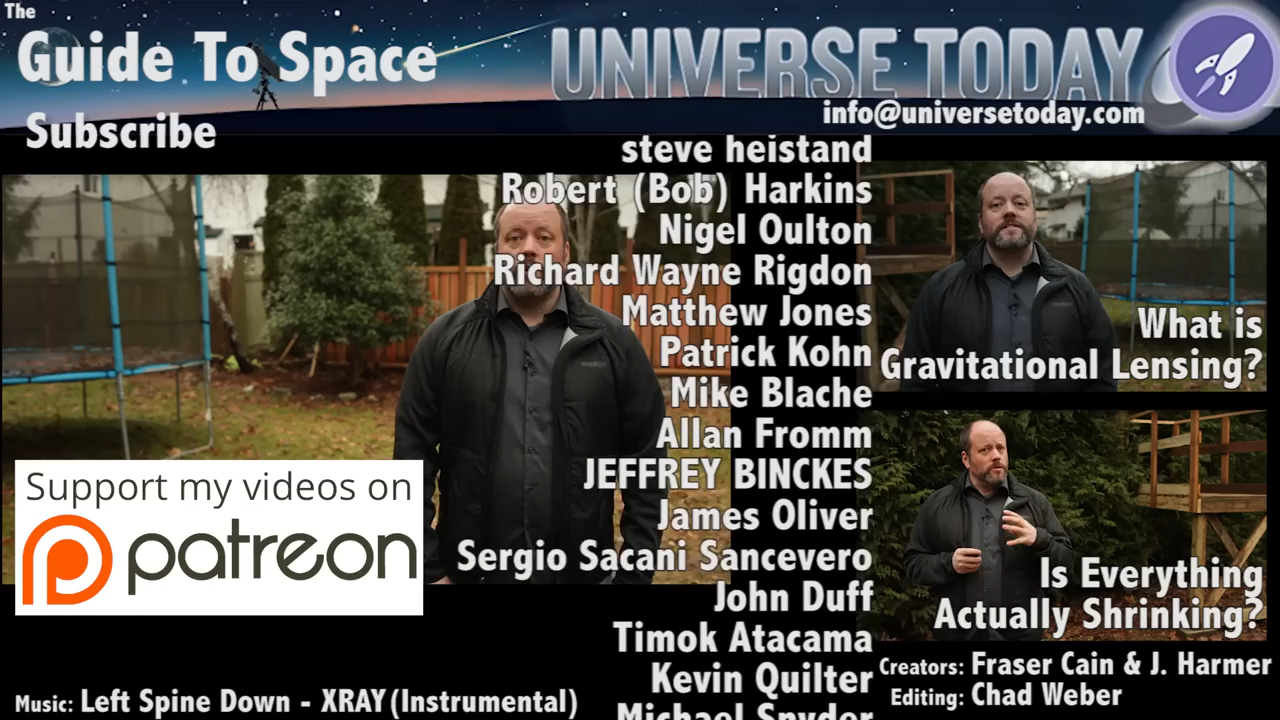 The
Guide To Space
UNIVERSE TODAY
info@universetoday.com
Subscribe
steve heistand
Robert (Bob) Harkins
Nigel Oulton
Richard Wayne Rigdon
Matthew Jones
Patrick Kohn
Mike Blache
Allan Fromm
JEFFREY BINCKES
James Oliver
Sergio Sacani Sancevero
John Duff
Timok Atacama
Kevin Quilter
Michael Snyder
What is
Gravitational Lensing?
Is Everything
Actually Shrinking?
Support my videos on
patreon
Music: Left Spine Down - XRAY (Instrumental)
Creators: Fraser Cain & J. Harmer
Editing: Chad Weber